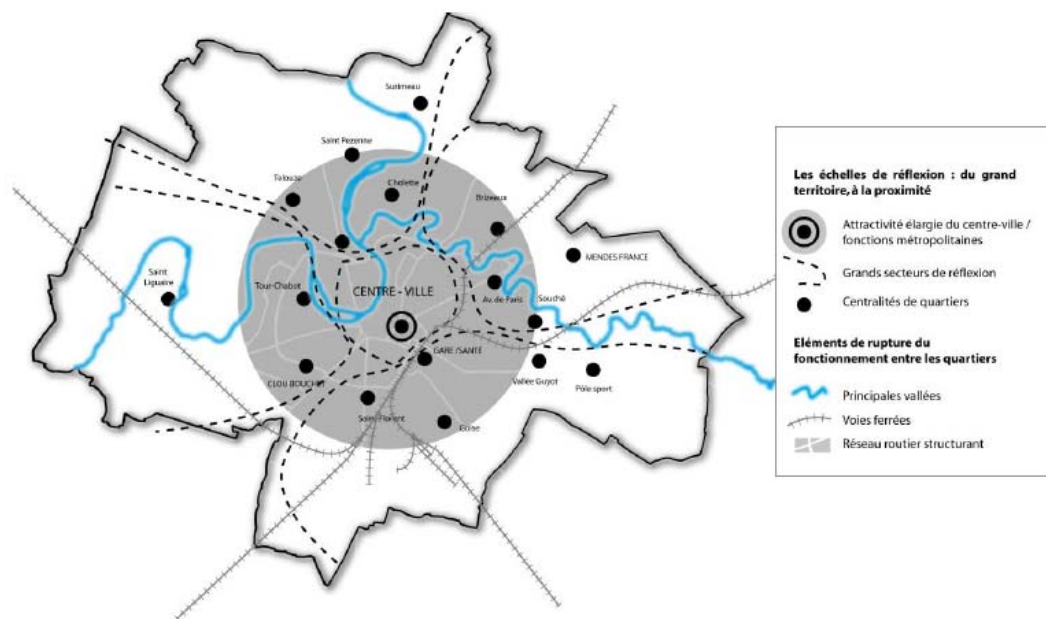 Surimeau
Saint Pezenne
Telouze
Cholette
Brizeaux
MENDES FRANCE
Saint
Liguaire
Tour-Chabot
CENTRE - VILLE
Av. de Paris
Souché
GARE /SANTE
CLOU BOUCHET
Vallée Guyot
Pôle sport
Saint Florent
Goise
Les échelles de réflexion : du grand
territoire, à la proximité
Attractivité élargie du centre-ville /
fonctions métropolitaines
Grands secteurs de réflexion
Centralités de quartiers
Eléments de rupture du
fonctionnement entre les quartiers
Principales vallées
Voies ferrées
Réseau routier structurant